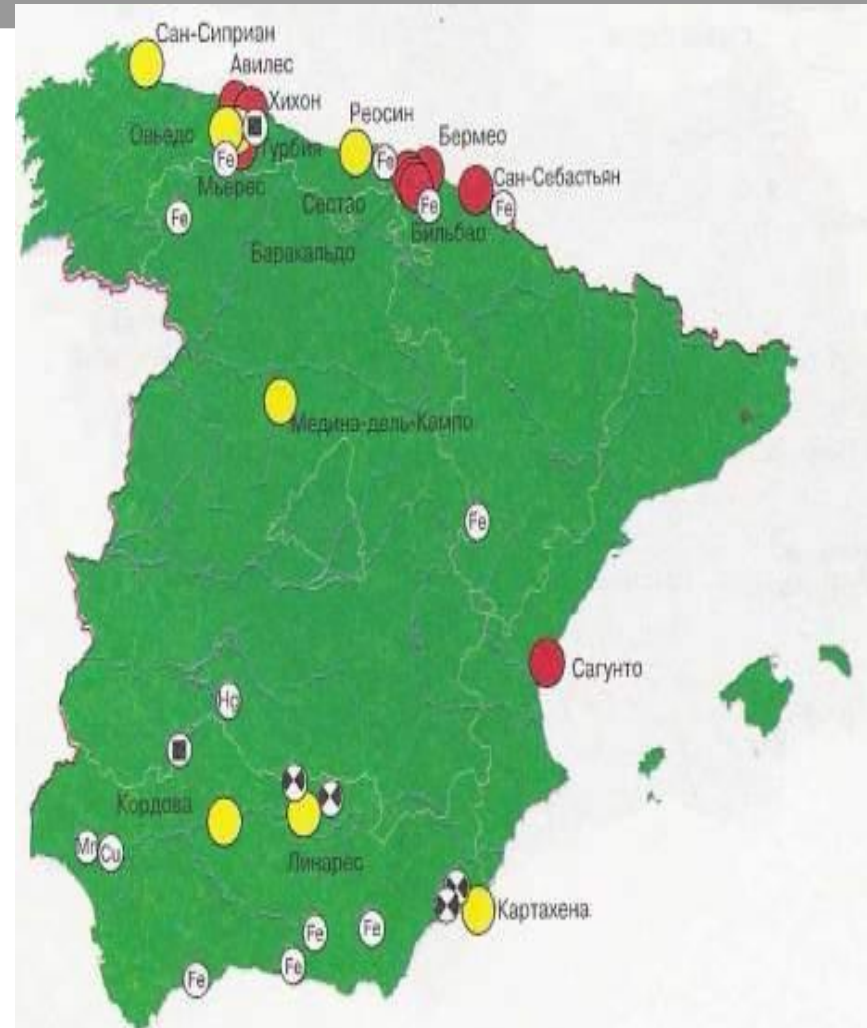 Сан-Сиприан
Авилес
Хихон
Реосин
Бермео
Овьедо
Fe
Турбия
Fe
Сан-Себастьян
Мьерес
Сестао
Fe
Fe
Fe
Бильбао
Баракальдо
Медина-дель-Кампо
Fe
Сагунто
Hg
Кордова
Mn
Cu
Линарес
Картахена
Fe
Fe
Fe
Fe